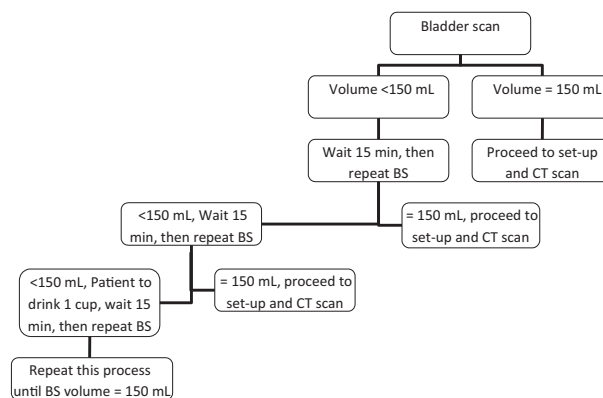 Bladder scan
Volume <150 mL
Volume = 150 mL
Wait 15 min, then
repeat BS
Proceed to set-up
and CT scan
<150 mL, Wait 15
min, then repeat BS
= 150 mL, proceed to
set-up and CT scan
<150 mL, Patient to
drink 1 cup, wait 15
min, then repeat BS
= 150 mL, proceed to
set-up and CT scan
Repeat this process
until BS volume = 150 mL